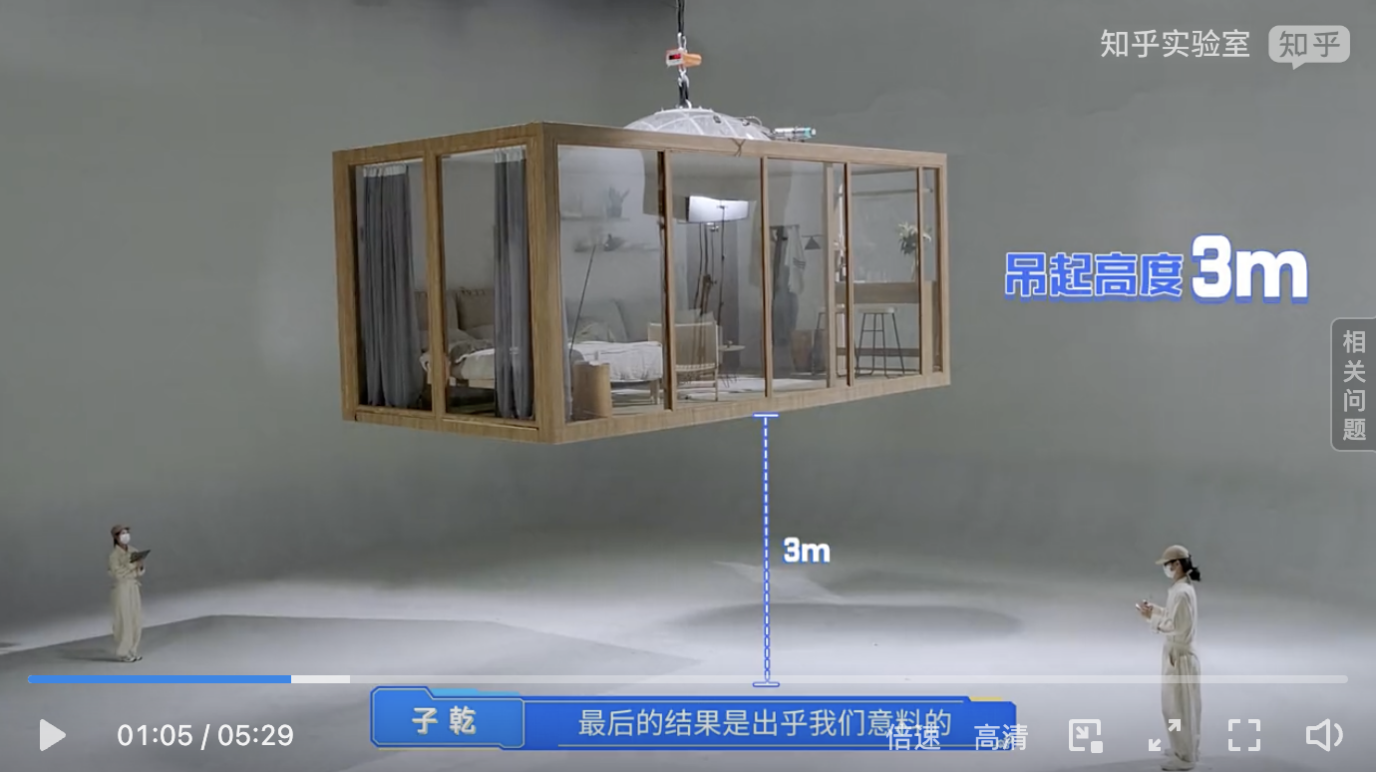 知乎实验室 知乎
吊起高度3m
相关问题
3m
子乾 最后的结果是出乎我们意料的
01:05 / 05:29 倍速 高清